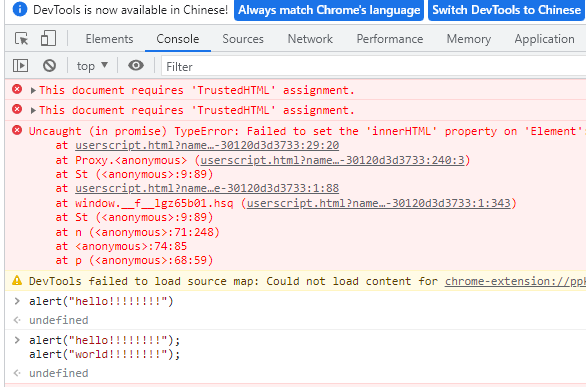 DevTools is now available in Chinese! Always match Chrome's language Switch DevTools to Chinese
Elements Console Sources Network Performance Memory Application
top Filter
This document requires 'TrustedHTML' assignment.
This document requires 'TrustedHTML' assignment.
Uncaught (in promise) TypeError: Failed to set the 'innerHTML' property on 'Element'
at userscript.html?name…-30120d3d3733:29:20
at Proxy.<anonymous> (userscript.html?name…-30120d3d3733:240:3)
at St (<anonymous>:9:89)
at userscript.html?name…e-30120d3d3733:1:88
at window.__f__lgz65b01.hsq (userscript.html?name…-30120d3d3733:1:343)
at St (<anonymous>:9:89)
at n (<anonymous>:71:248)
at <anonymous>:74:85
at p (<anonymous>:68:59)
DevTools failed to load source map: Could not load content for chrome-extension://pp
alert("hello!!!!!!!!")
undefined
alert("hello!!!!!!!!");
alert("world!!!!!!!!");
undefined